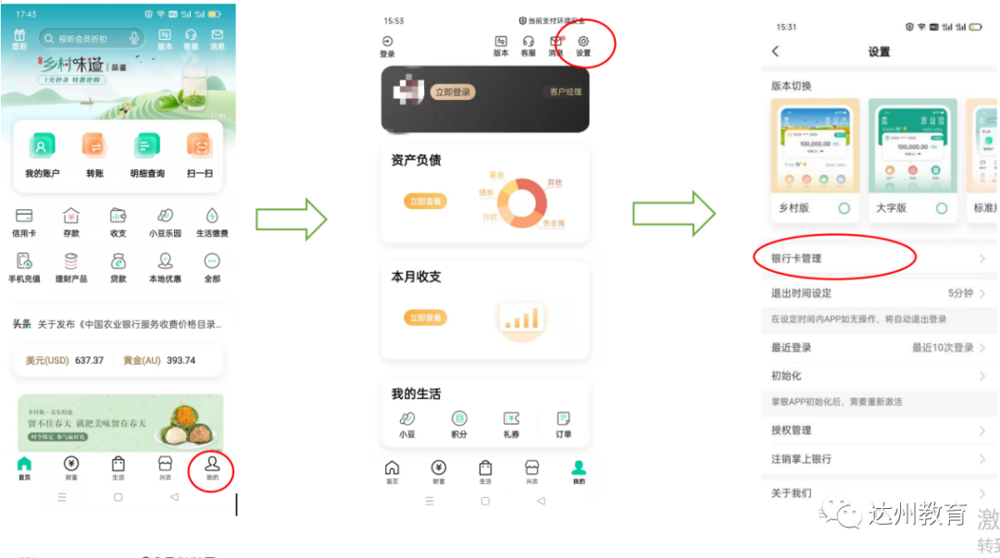 17:43
签到
视听会员折扣
版本
客服
消息
乡村味道 品鉴
1元秒杀 特惠抢购
我的账户
转账
明细查询
扫一扫
信用卡
存款
收支
小豆乐园
生活缴费
手机充值
理财产品
贷款
本地优惠
全部
头条 关于发布《中国农业银行服务收费价格目录...
美元(USD) 637.37
黄金(AU) 393.74
留不住春天 就把美味留在春天
首页
财富
生活
兴农
我的
15:53
当前支付环境安全
登录
版本
客服
消息
设置
立即登录
客户经理
资产负债
立即查看
基金
债券
存款
其他
贵金属
本月收支
立即查看
我的生活
小豆
积分
礼券
订单
首页
财富
生活
兴农
我的
15:31
设置
版本切换
100,000.00
100,000.00
乡村版
大字版
标准版
银行卡管理
退出时间设定
5分钟
在设定时间内APP如无操作，将自动退出登录
最近登录
最近10次登录
初始化
掌银APP初始化后，需要重新激活
授权管理
注销掌上银行
关于我们
达州教育
激
转到